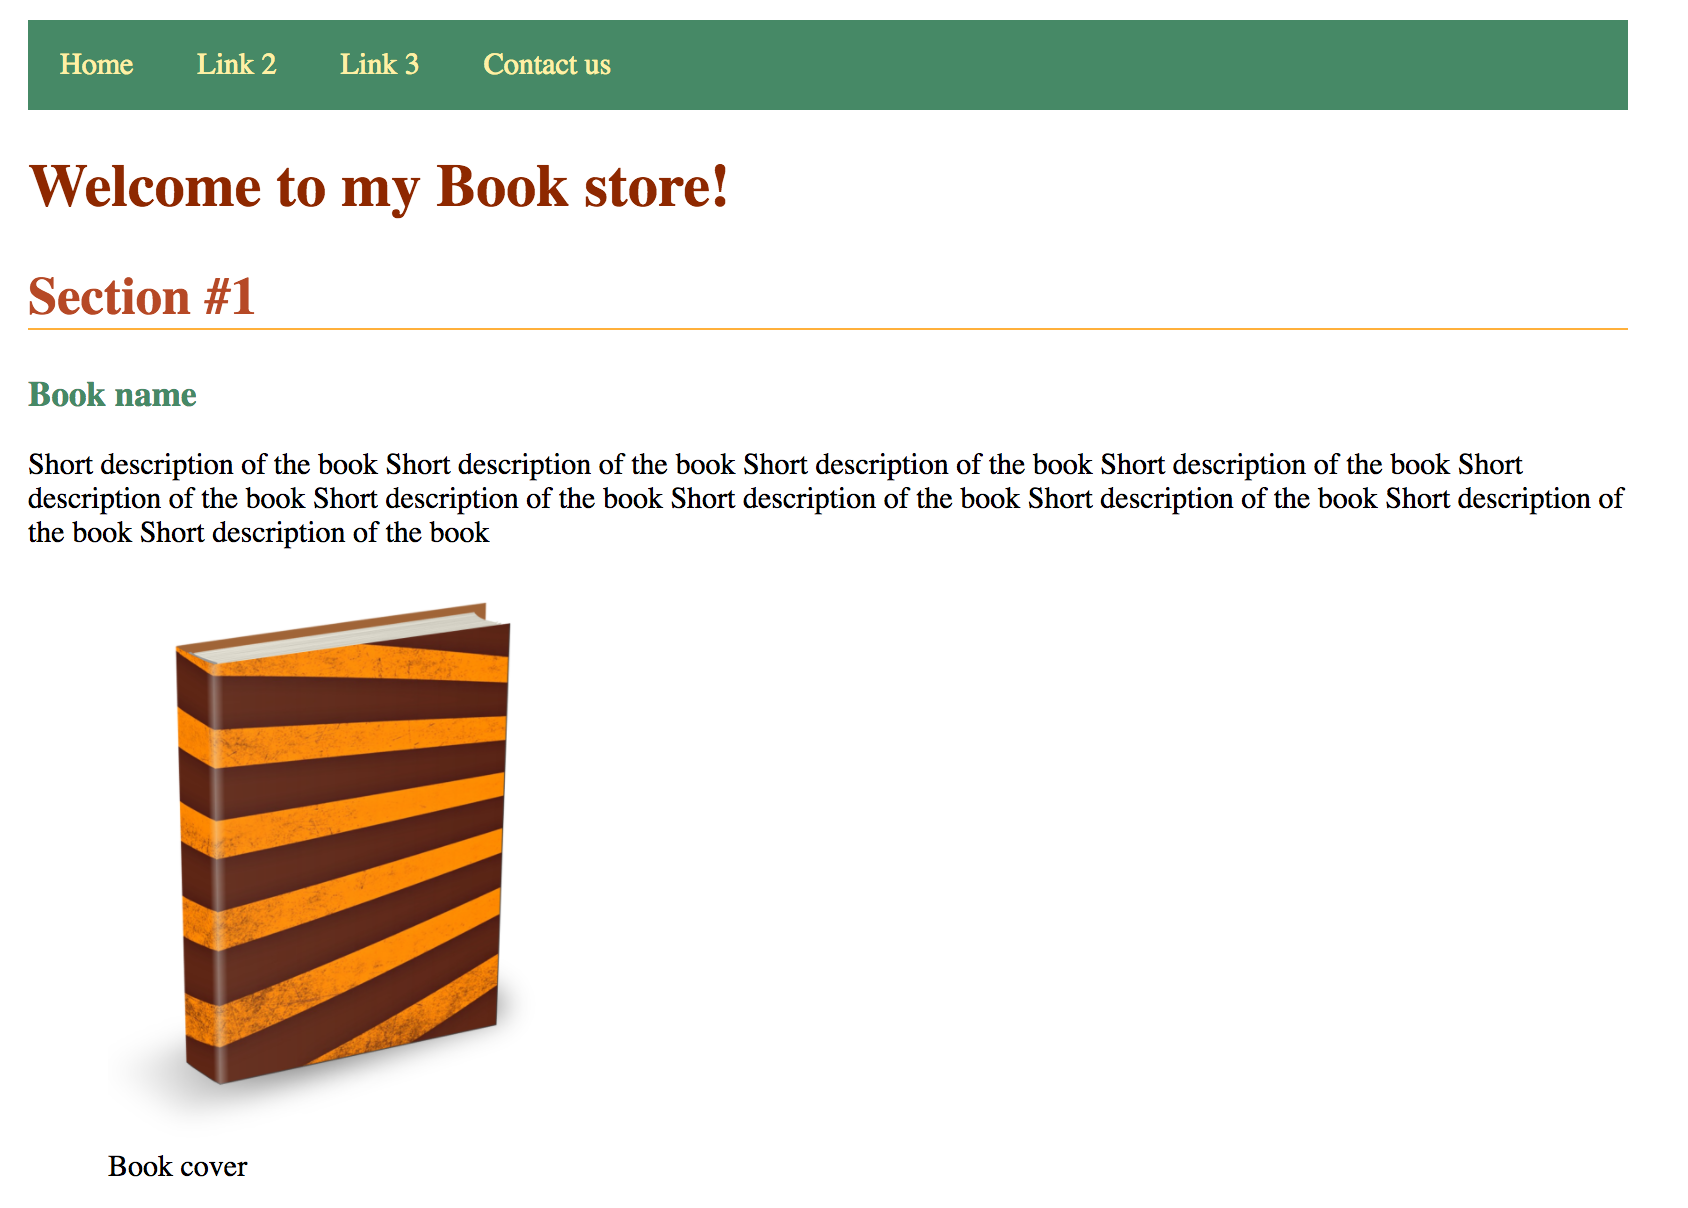 Home Link 2 Link 3 Contact us
Welcome to my Book store!
Section #1
Book name
Short description of the book Short description of the book Short description of the book Short description of the book Short
description of the book Short description of the book Short description of the book Short description of the book Short description of
the book Short description of the book
Book cover